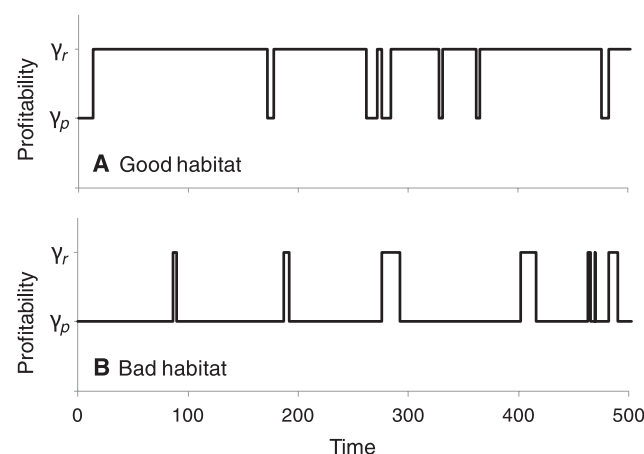 Profitability
γr
γp
A Good habitat
Profitability
γr
γp
B Bad habitat
0 100 200 300 400 500
Time